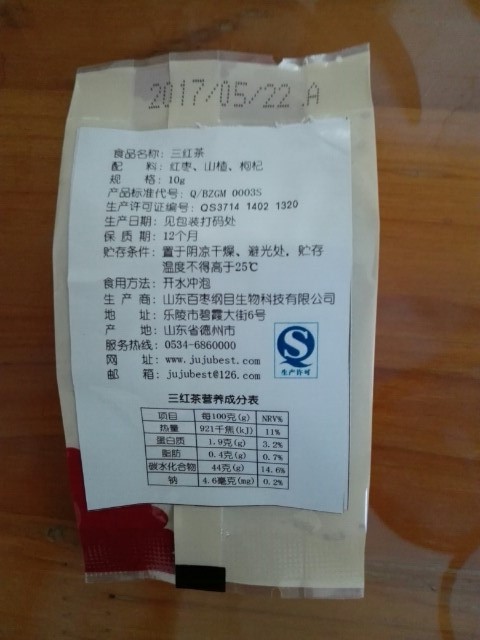 2017/05/22 A
食品名称：三红茶
配 料：红枣、山楂、枸杞
规 格：10g
产品标准代号：Q/BZGM 0003S
生产许可证编号：QS3714 1402 1320
生产日期：见包装打码处
保 质 期：12个月
贮存条件：置于阴凉干燥、避光处，贮存
温度不得高于25℃
食用方法：开水冲泡
生 产 商：山东百枣纲目生物科技有限公司
地 址：乐陵市碧霞大街6号
产 地：山东省德州市
服务热线：0534-6860000
网 址：www.jujubest.com
邮 箱：jujubest@126.com
QS
生产许可
三红茶营养成分表
项目 每100克(g) NRV%
热量 921千焦(kJ) 11%
蛋白质 1.9克(g) 3.2%
脂肪 0.4克(g) 0.7%
碳水化合物 44克(g) 14.6%
钠 4.6毫克(mg) 0.2%